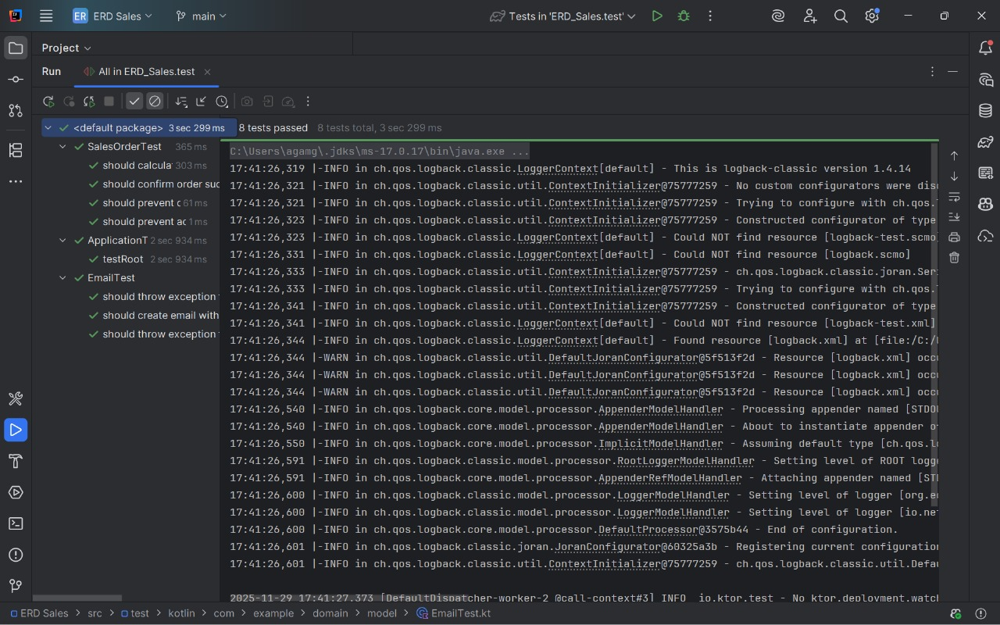 ER ERD Sales main Tests in 'ERD_Sales.test'
Project
Run All in ERD_Sales.test
<default package> 3 sec 299 ms 8 tests passed 8 tests total, 3 sec 299 ms
SalesOrderTest 365 ms
should calcula 303 ms
should confirm order suc
should prevent c 61 ms
should prevent ac 1 ms
ApplicationT 2 sec 934 ms
testRoot 2 sec 934 ms
EmailTest
should throw exception
should create email with
should throw exception
C:\Users\agamg\.jdks\ms-17.0.17\bin\java.exe ...
17:41:26,319 |-INFO in ch.qos.logback.classic.LoggerContext[default] - This is logback-classic version 1.4.14
17:41:26,321 |-INFO in ch.qos.logback.classic.util.ContextInitializer@75777259 - No custom configurators were disc
17:41:26,321 |-INFO in ch.qos.logback.classic.util.ContextInitializer@75777259 - Trying to configure with ch.qos.
17:41:26,323 |-INFO in ch.qos.logback.classic.util.ContextInitializer@75777259 - Constructed configurator of type
17:41:26,323 |-INFO in ch.qos.logback.classic.LoggerContext[default] - Could NOT find resource [logback-test.scmo]
17:41:26,331 |-INFO in ch.qos.logback.classic.LoggerContext[default] - Could NOT find resource [logback.scmo]
17:41:26,333 |-INFO in ch.qos.logback.classic.util.ContextInitializer@75777259 - ch.qos.logback.classic.joran.Ser
17:41:26,333 |-INFO in ch.qos.logback.classic.util.ContextInitializer@75777259 - Trying to configure with ch.qos.
17:41:26,341 |-INFO in ch.qos.logback.classic.util.ContextInitializer@75777259 - Constructed configurator of type
17:41:26,341 |-INFO in ch.qos.logback.classic.LoggerContext[default] - Could NOT find resource [logback-test.xml]
17:41:26,344 |-INFO in ch.qos.logback.classic.LoggerContext[default] - Found resource [logback.xml] at [file:/C:/U
17:41:26,344 |-WARN in ch.qos.logback.classic.util.DefaultJoranConfigurator@5f513f2d - Resource [logback.xml] occu
17:41:26,344 |-WARN in ch.qos.logback.classic.util.DefaultJoranConfigurator@5f513f2d - Resource [logback.xml] occu
17:41:26,344 |-WARN in ch.qos.logback.classic.util.DefaultJoranConfigurator@5f513f2d - Resource [logback.xml] occu
17:41:26,540 |-INFO in ch.qos.logback.core.model.processor.AppenderModelHandler - Processing appender named [STDOU
17:41:26,540 |-INFO in ch.qos.logback.core.model.processor.AppenderModelHandler - About to instantiate appender o
17:41:26,550 |-INFO in ch.qos.logback.core.model.processor.ImplicitModelHandler - Assuming default type [ch.qos.lo
17:41:26,591 |-INFO in ch.qos.logback.classic.model.processor.RootLoggerModelHandler - Setting level of ROOT logge
17:41:26,591 |-INFO in ch.qos.logback.core.model.processor.AppenderRefModelHandler - Attaching appender named [STD
17:41:26,600 |-INFO in ch.qos.logback.classic.model.processor.LoggerModelHandler - Setting level of logger [org.ec
17:41:26,600 |-INFO in ch.qos.logback.classic.model.processor.LoggerModelHandler - Setting level of logger [io.net
17:41:26,600 |-INFO in ch.qos.logback.core.model.processor.DefaultProcessor@3575b44 - End of configuration.
17:41:26,601 |-INFO in ch.qos.logback.classic.joran.JoranConfigurator@60325a3b - Registering current configuration
17:41:26,601 |-INFO in ch.qos.logback.classic.util.ContextInitializer@75777259 - ch.qos.logback.classic.util.Defau
2025-11-29 17:41:27.373 [DefaultDispatcher-worker-2 @call-context#3] INFO io.ktor.test - No ktor.deployment.watch
ERD Sales > src > test > kotlin > com > example > domain > model > EmailTest.kt